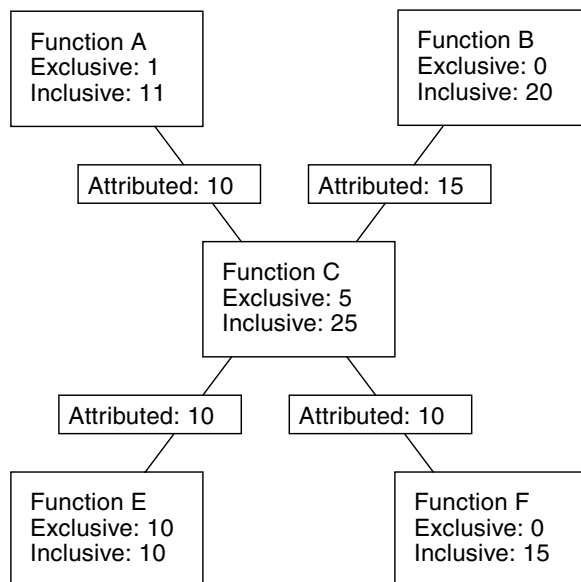 Function A
Exclusive: 1
Inclusive: 11
Function B
Exclusive: 0
Inclusive: 20
Attributed: 10
Attributed: 15
Function C
Exclusive: 5
Inclusive: 25
Attributed: 10
Attributed: 10
Function E
Exclusive: 10
Inclusive: 10
Function F
Exclusive: 0
Inclusive: 15